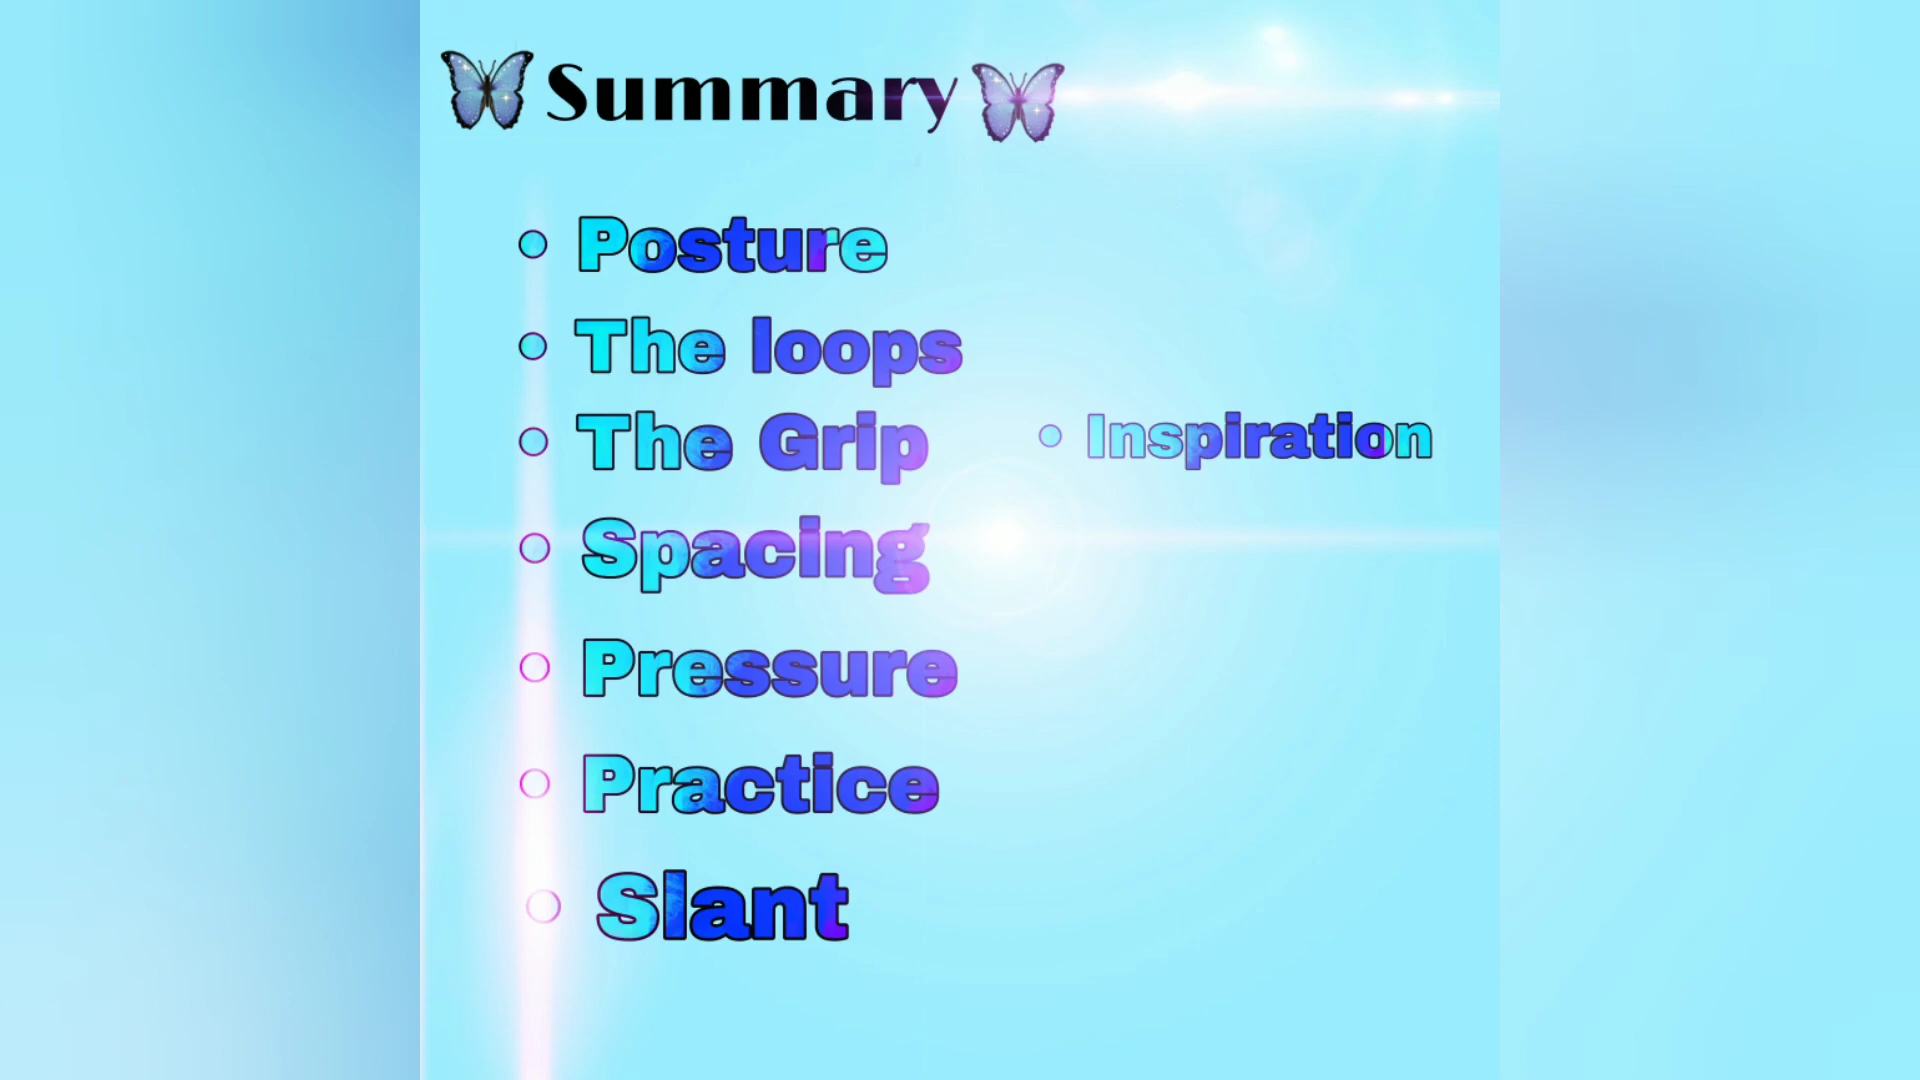 Summary
Posture
The loops
The Grip
Inspiration
Spacing
Pressure
Practice
Slant